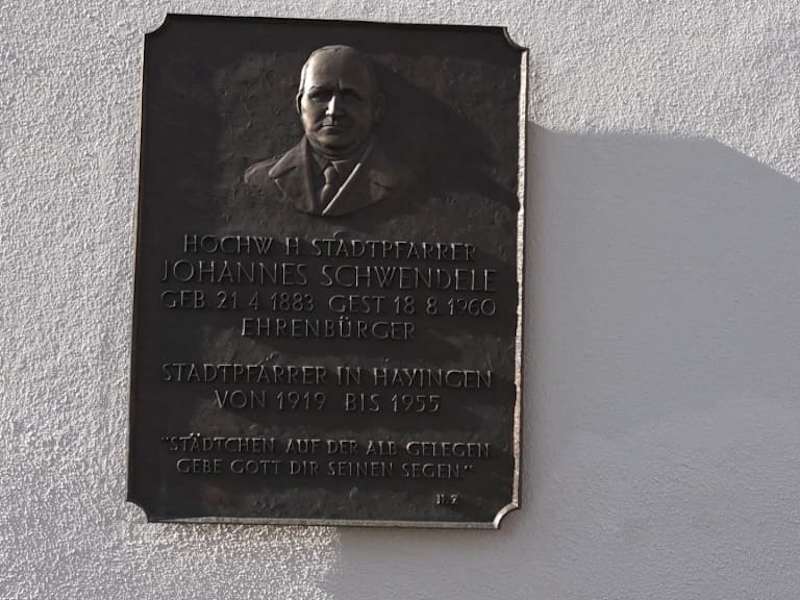 HOCHW. H. STADTPFARRER
JOHANNES SCHWENDELE
GEB. 21. 4. 1883 GEST. 18. 8. 1960
EHRENBÜRGER
STADTPFARRER IN HAYINGEN
VON 1919 BIS 1955
"STÄDTCHEN AUF DER ALB GELEGEN
GEBE GOTT DIR SEINEN SEGEN."